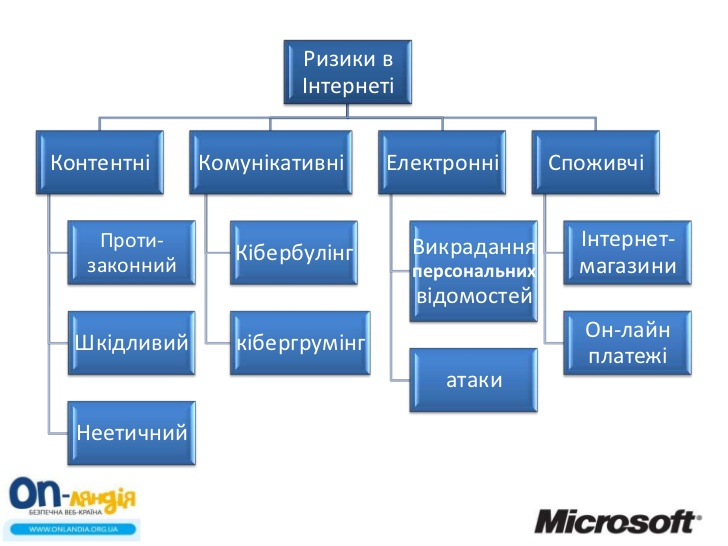 Ризики в
Інтернеті
Контентні
Комунікативні
Електронні
Споживчі
Проти-
законний
Шкідливий
Неетичний
Кібербулінг
кібергрумінг
Викрадання
персональних
відомостей
атаки
Інтернет-
магазини
Он-лайн
платежі
On-ляндія
БЕЗПЕЧНА ВЕБ-КРАЇНА
WWW.ONLANDIA.ORG.UA
Microsoft